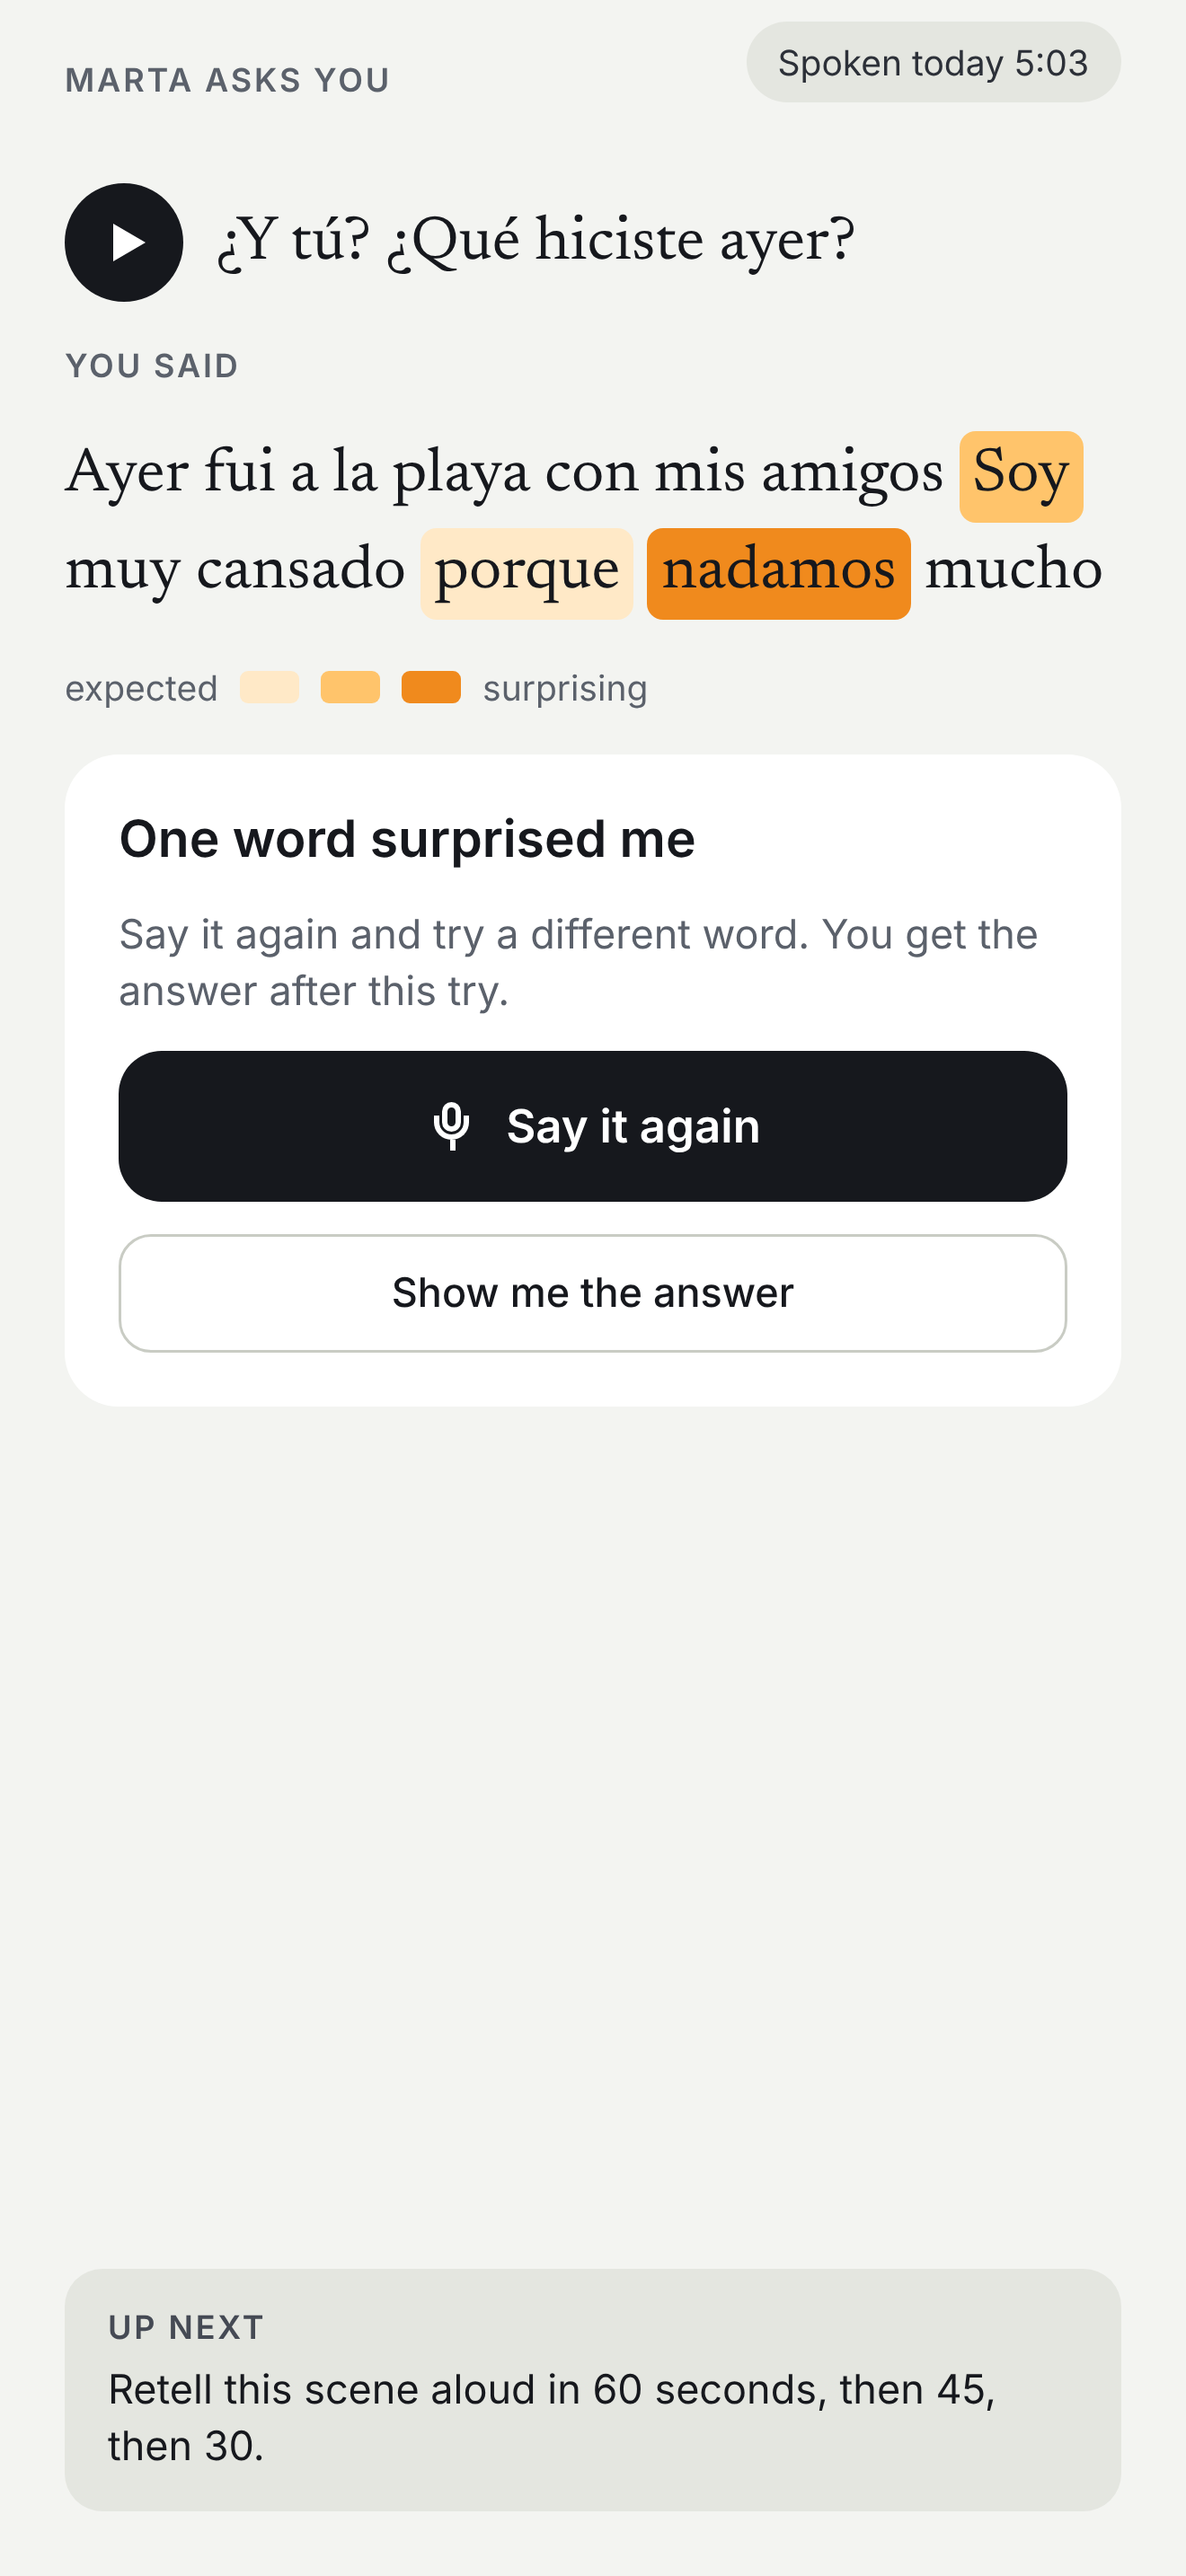 MARTA ASKS YOU
Spoken today 5:03
¿Y tú? ¿Qué hiciste ayer?
YOU SAID
Ayer fui a la playa con mis amigos Soy
muy cansado porque nadamos mucho
expected surprising
One word surprised me
Say it again and try a different word. You get the
answer after this try.
Say it again
Show me the answer
UP NEXT
Retell this scene aloud in 60 seconds, then 45,
then 30.